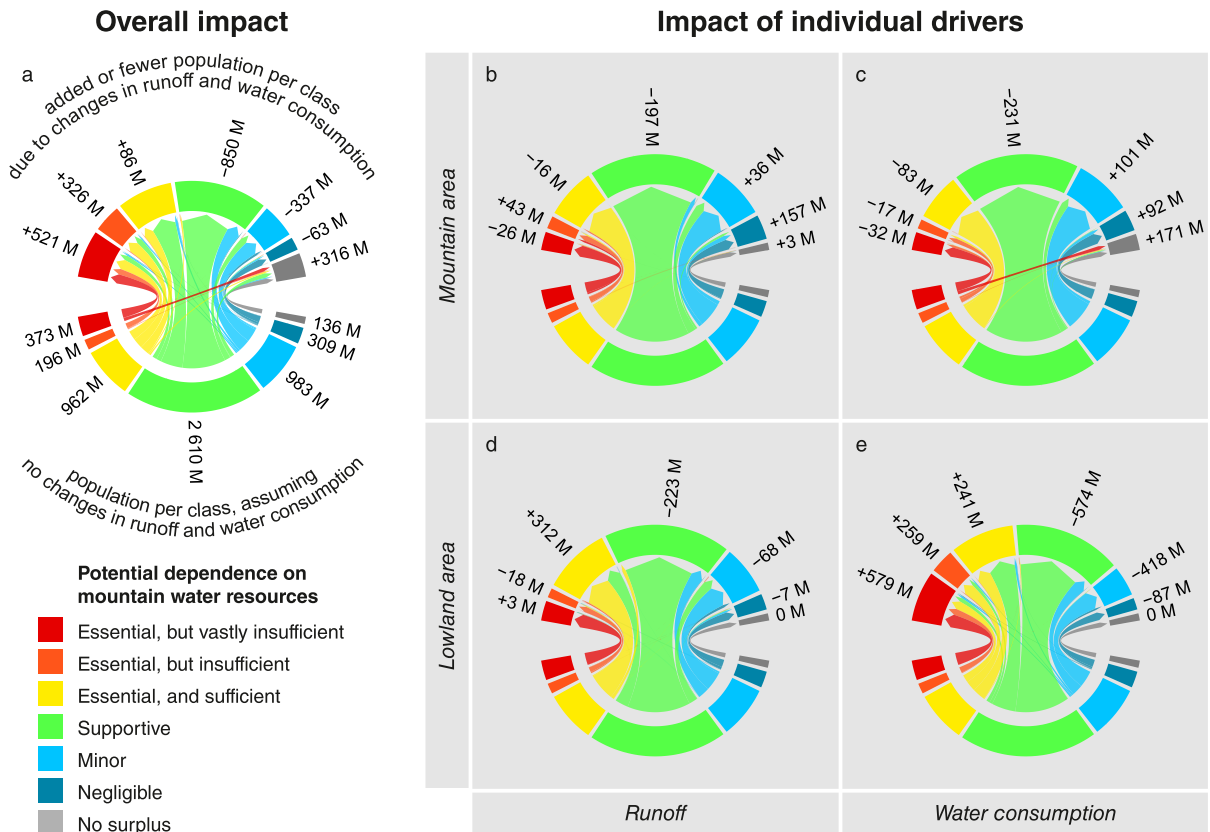 Overall impact
Impact of individual drivers
a
added or fewer population per class
due to changes in runoff and water consumption
+521 M
+326 M
+86 M
−850 M
−337 M
−63 M
+316 M
373 M
196 M
962 M
2 610 M
983 M
309 M
136 M
population per class, assuming
no changes in runoff and water consumption
Potential dependence on
mountain water resources
Essential, but vastly insufficient
Essential, but insufficient
Essential, and sufficient
Supportive
Minor
Negligible
No surplus
Mountain area
b
−26 M
+43 M
−16 M
−197 M
+36 M
+157 M
+3 M
c
−32 M
−17 M
−83 M
−231 M
+101 M
+92 M
+171 M
Lowland area
d
+3 M
−18 M
+312 M
−223 M
−68 M
−7 M
0 M
e
+579 M
+259 M
+241 M
−574 M
−418 M
−87 M
0 M
Runoff
Water consumption